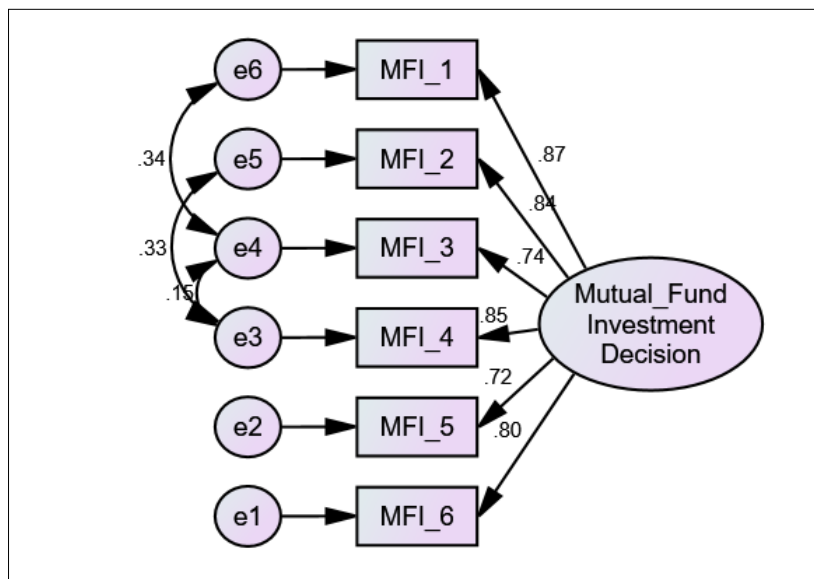 e6
MFI_1
e5
MFI_2
e4
MFI_3
e3
MFI_4
e2
MFI_5
e1
MFI_6
.34
.33
.15
.87
.84
.74
.85
.72
.80
Mutual_Fund
Investment
Decision